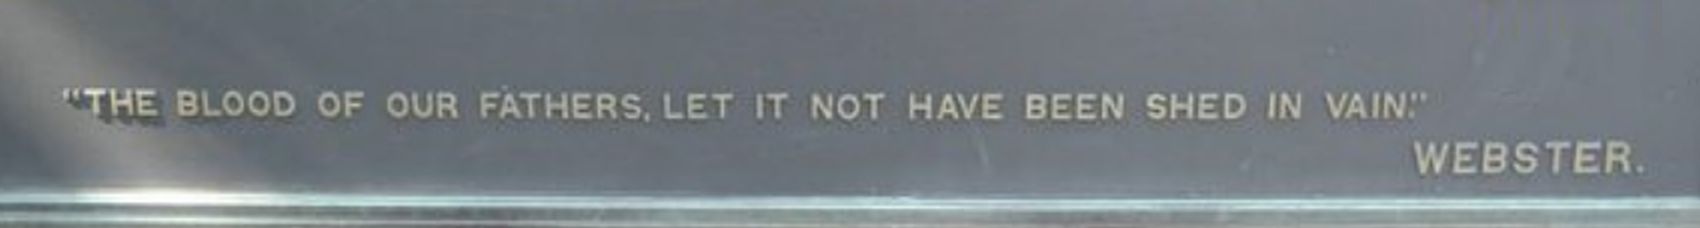 "THE BLOOD OF OUR FATHERS, LET IT NOT HAVE BEEN SHED IN VAIN."
WEBSTER.